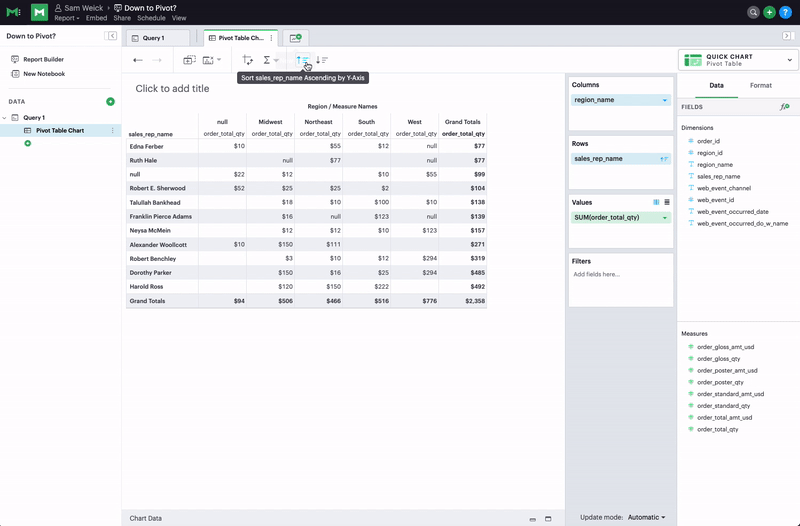 Sam Weick > Down to Pivot?
Report Embed Share Schedule View
Down to Pivot?
Report Builder
New Notebook
DATA
Query 1
Pivot Table Chart
Query 1
Pivot Table Ch...
Sort sales_rep_name Ascending by Y-Axis
Click to add title
Region / Measure Names
null Midwest Northeast South West Grand Totals
sales_rep_name order_total_qty order_total_qty order_total_qty order_total_qty order_total_qty order_total_qty
Edna Ferber $10 $55 $12 null $77
Ruth Hale null $77 null $77
null $22 $12 $10 $55 $99
Robert E. Sherwood $52 $25 $25 $2 $104
Talullah Bankhead $18 $10 $100 $10 $138
Franklin Pierce Adams $16 null $123 null $139
Neysa McMein $12 $12 $10 $123 $157
Alexander Woollcott $10 $150 $111 $271
Robert Benchley $3 $10 $12 $294 $319
Dorothy Parker $150 $16 $25 $294 $485
Harold Ross $120 $150 $222 $492
Grand Totals $94 $506 $466 $516 $776 $2,358
Chart Data
Columns
region_name
Rows
sales_rep_name
Values
SUM(order_total_qty)
Filters
Add fields here...
Update mode: Automatic
QUICK CHART
Pivot Table
Data Format
FIELDS
Dimensions
order_id
region_id
region_name
sales_rep_name
web_event_channel
web_event_id
web_event_occurred_date
web_event_occurred_do_w_name
Measures
order_gloss_amt_usd
order_gloss_qty
order_poster_amt_usd
order_poster_qty
order_standard_amt_usd
order_standard_qty
order_total_amt_usd
order_total_qty